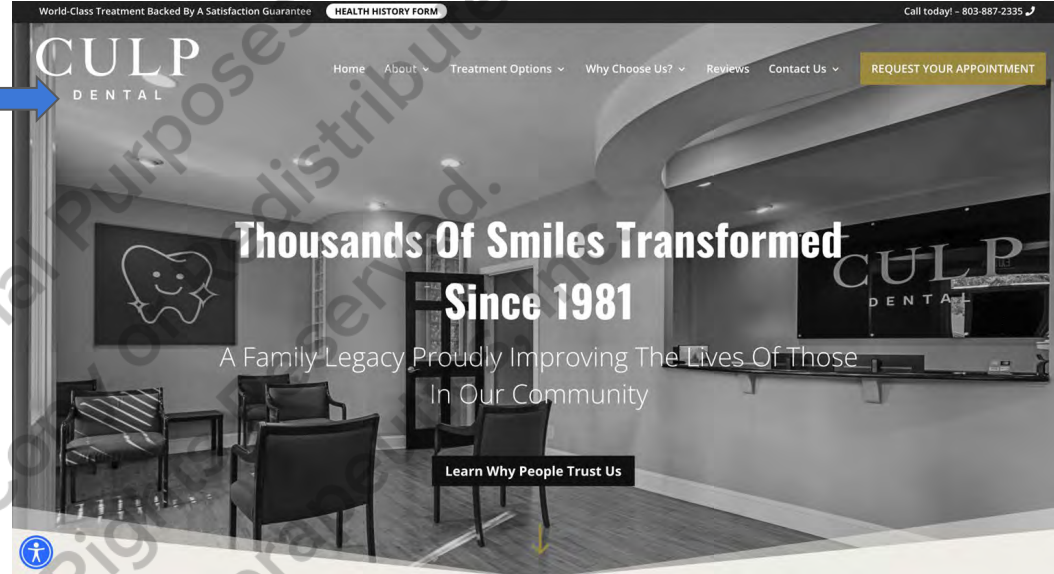 World-Class Treatment Backed By A Satisfaction Guarantee
HEALTH HISTORY FORM
Call today! – 803-887-2335
CULP
DENTAL
Home
About
Treatment Options
Why Choose Us?
Reviews
Contact Us
REQUEST YOUR APPOINTMENT
Thousands Of Smiles Transformed
Since 1981
CULP
DENTAL
A Family Legacy Proudly Improving The Lives Of Those
In Our Community
Learn Why People Trust Us